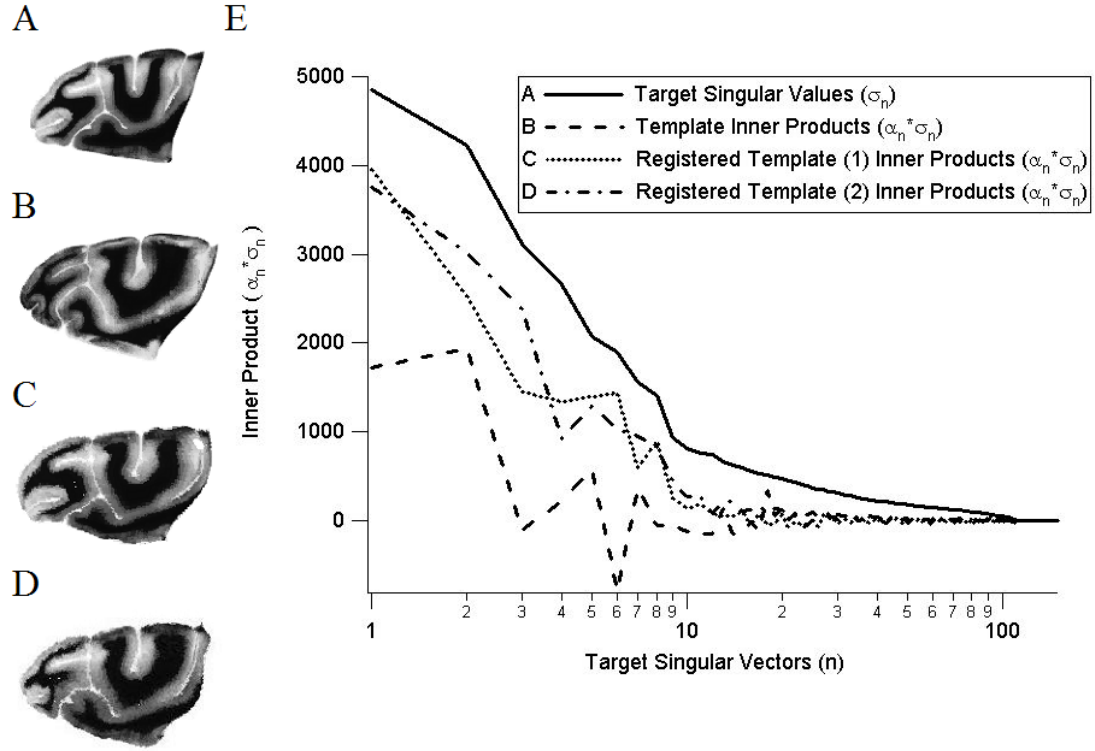 A
B
C
D
E
5000
4000
3000
2000
1000
0
Inner Product ( αn*σn)
A Target Singular Values (σn)
B Template Inner Products (αn*σn)
C Registered Template (1) Inner Products (αn*σn)
D Registered Template (2) Inner Products (αn*σn)
2 3 4 5 6 7 8 9 2 3 4 5 6 7 8 9
1 10 100
Target Singular Vectors (n)